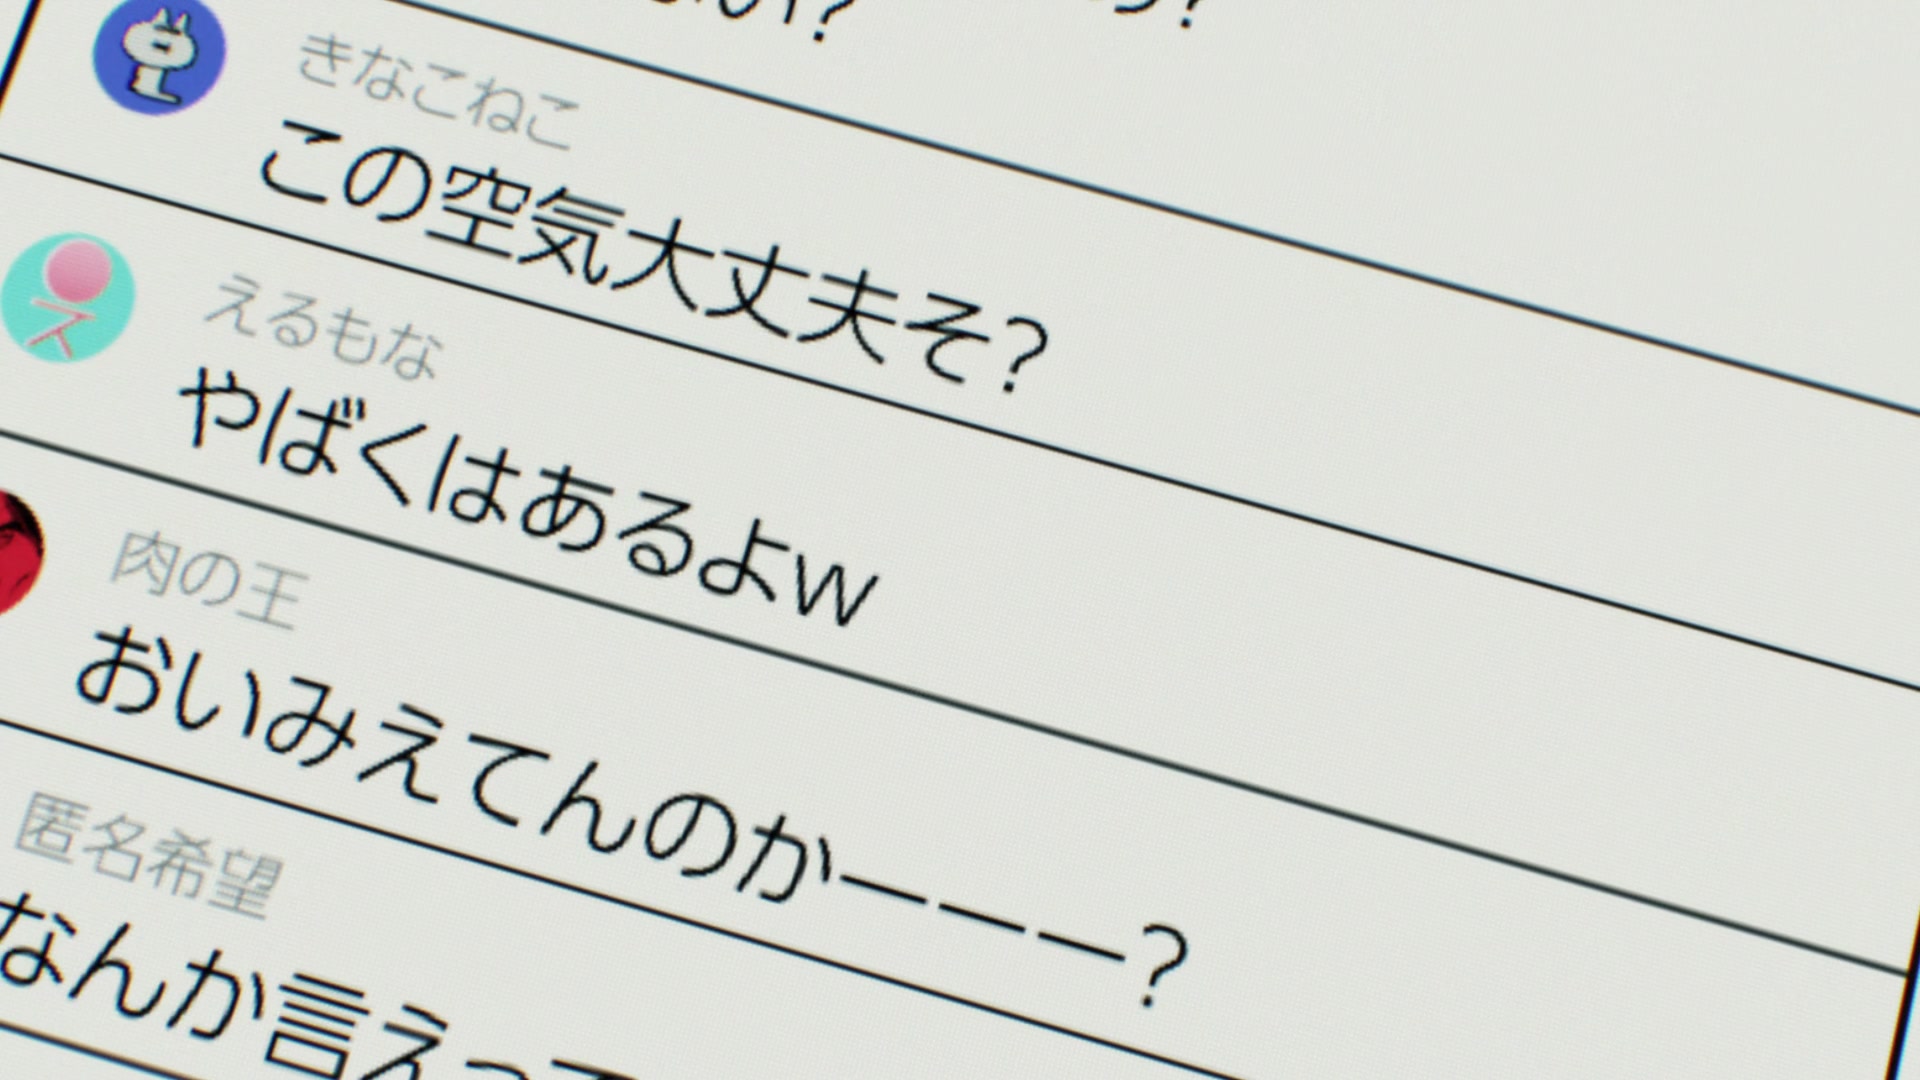 きなこねこ
この空気大丈夫そ?
えるもな
やばくはあるよw
肉の王
おいみえてんのかーーー?
匿名希望
なんか言えって